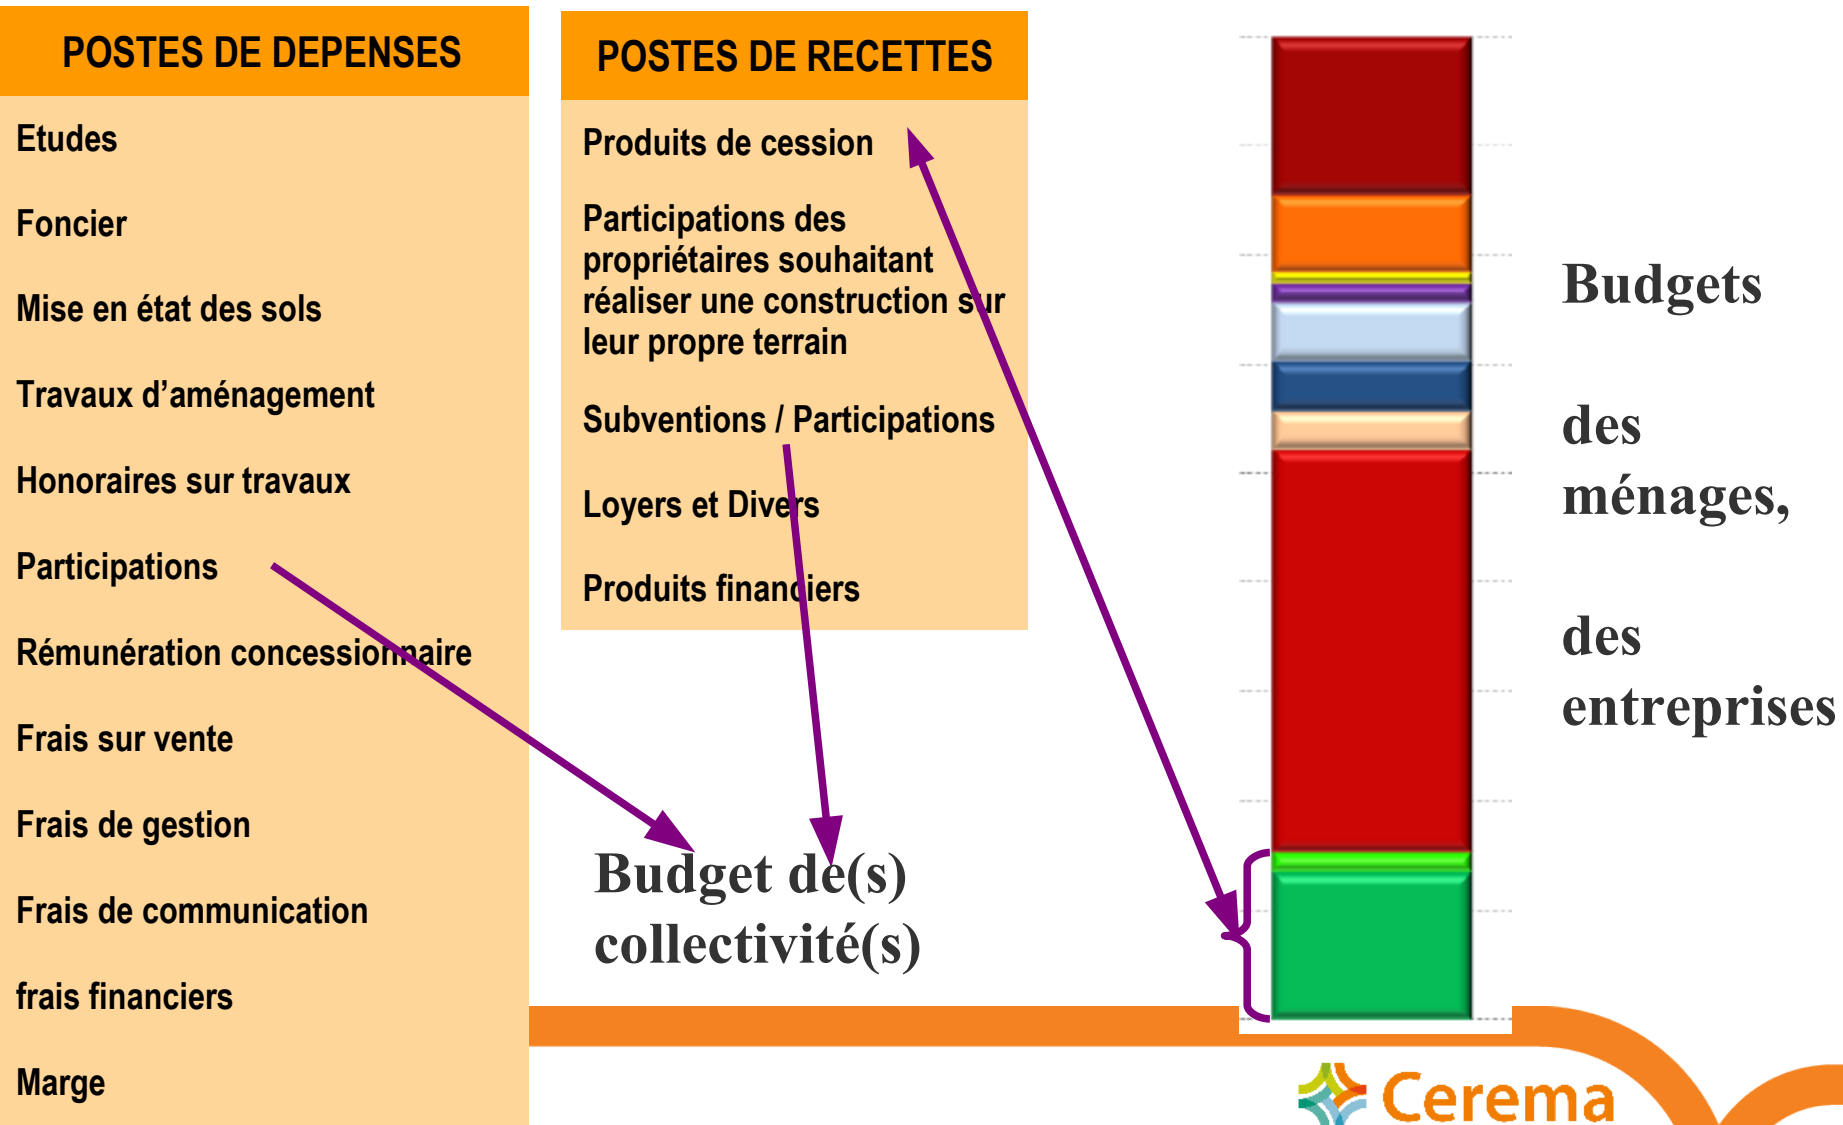 POSTES DE DEPENSES
Etudes
Foncier
Mise en état des sols
Travaux d’aménagement
Honoraires sur travaux
Participations
Rémunération concessionnaire
Frais sur vente
Frais de gestion
Frais de communication
frais financiers
Marge
POSTES DE RECETTES
Produits de cession
Participations des
propriétaires souhaitant
réaliser une construction sur
leur propre terrain
Subventions / Participations
Loyers et Divers
Produits financiers
Budget de(s)
collectivité(s)
Budgets
des
ménages,
des
entreprises
Cerema